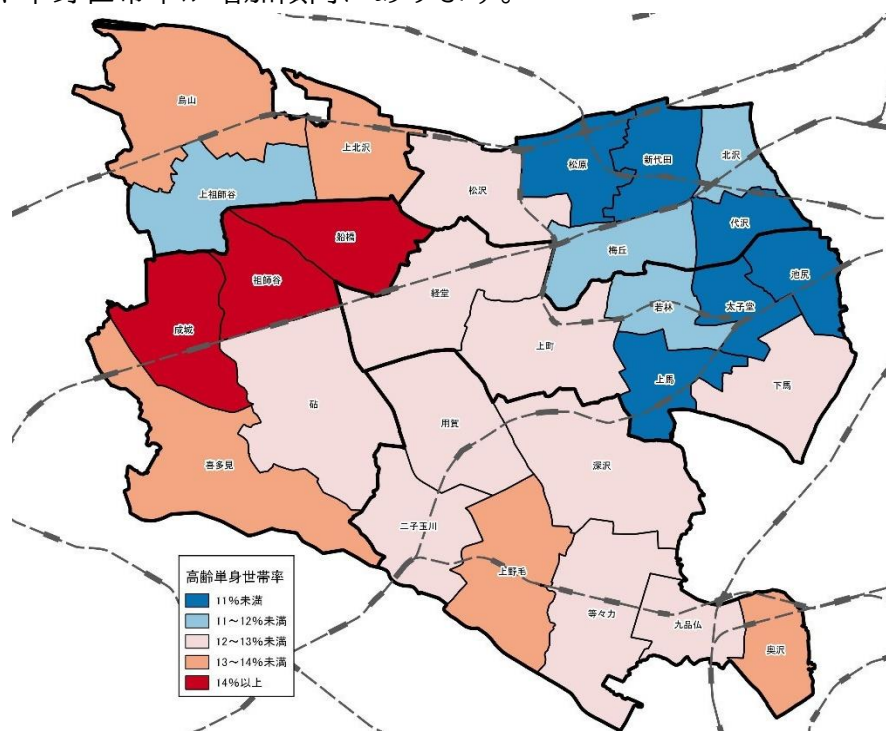 烏山
上北沢
上祖師谷
松沢
松原
新代田
北沢
代沢
梅丘
池尻
船橋
祖師谷
成城
経堂
若林
太子堂
上町
上馬
下馬
砧
用賀
深沢
喜多見
二子玉川
上野毛
等々力
九品仏
奥沢
高齢単身世帯率
11%未満
11～12%未満
12～13%未満
13～14%未満
14%以上